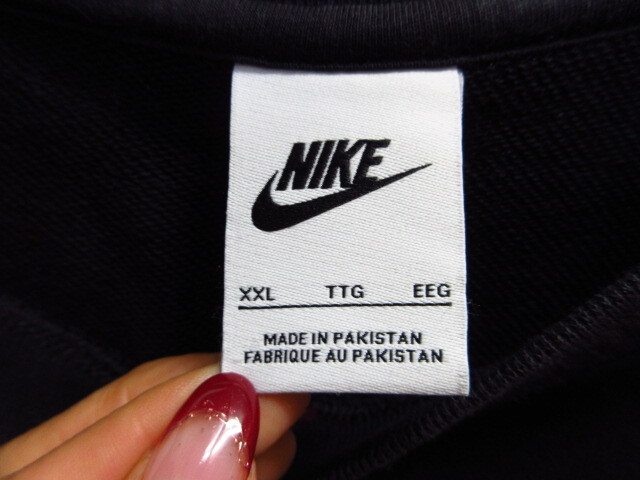 NIKE
XXL TTG EEG
MADE IN PAKISTAN
FABRIQUE AU PAKISTAN